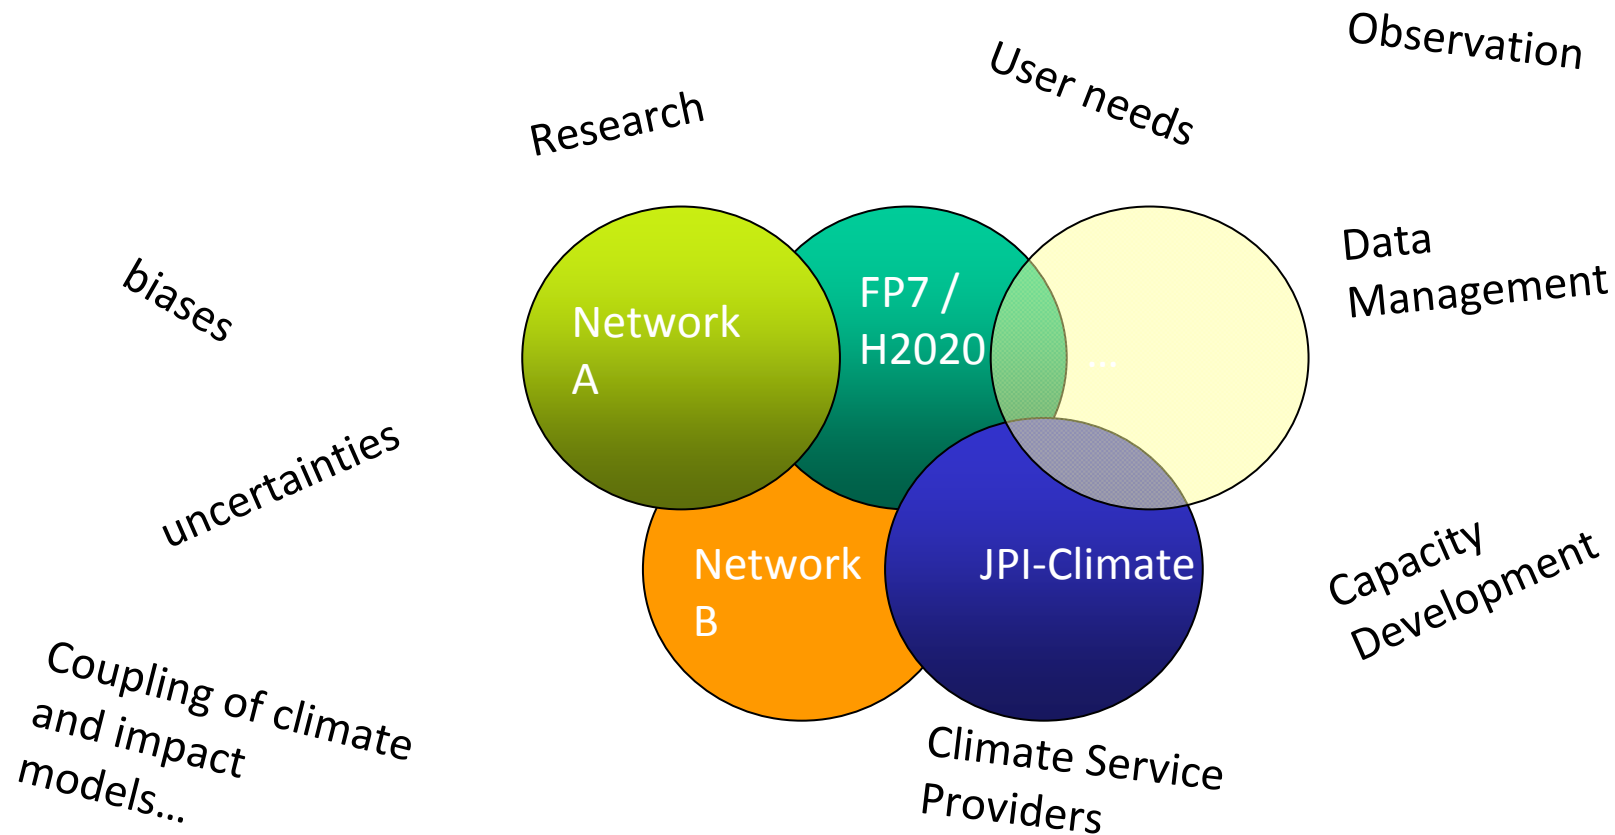 Observation
User needs
Research
Data
Management
biases
Network
A
FP7 /
H2020
...
uncertainties
Network
B
JPI-Climate
Capacity
Development
Coupling of climate
and impact
models...
Climate Service
Providers